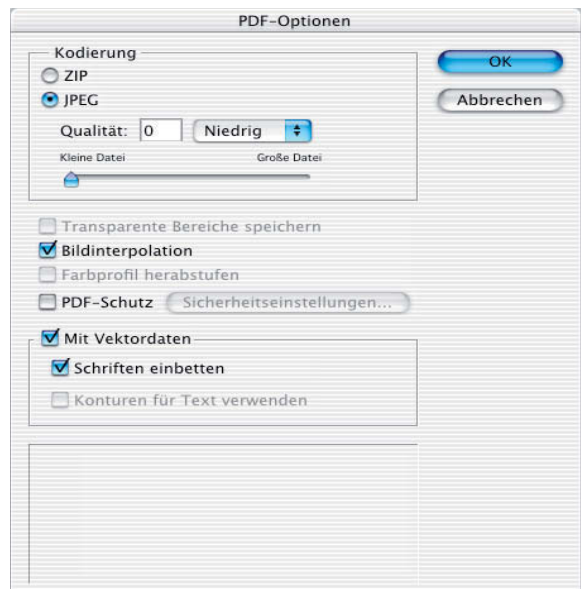 PDF-Optionen
Kodierung
ZIP
JPEG
Qualität: 0 Niedrig
Kleine Datei Große Datei
OK
Abbrechen
Transparente Bereiche speichern
Bildinterpolation
Farbprofil herabstufen
PDF-Schutz Sicherheitseinstellungen...
Mit Vektordaten
Schriften einbetten
Konturen für Text verwenden